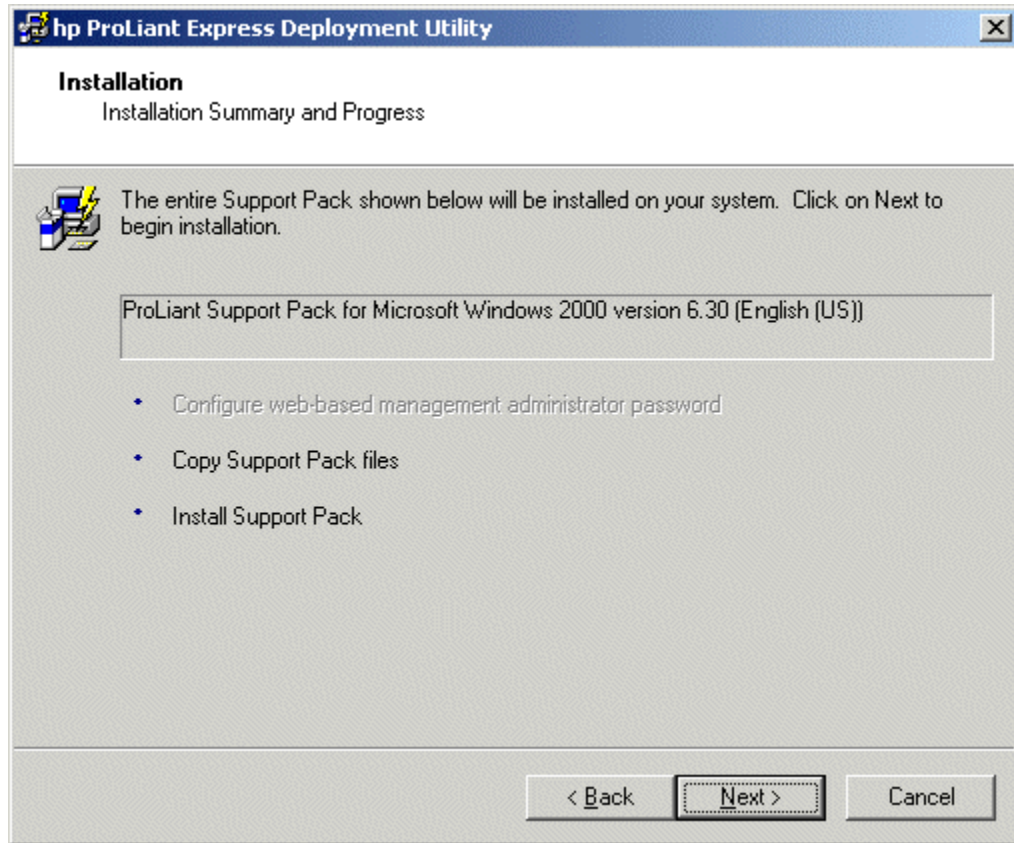 hp ProLiant Express Deployment Utility
Installation
Installation Summary and Progress
The entire Support Pack shown below will be installed on your system. Click on Next to
begin installation.
ProLiant Support Pack for Microsoft Windows 2000 version 6.30 (English (US))
Configure web-based management administrator password
Copy Support Pack files
Install Support Pack
< Back
Next >
Cancel